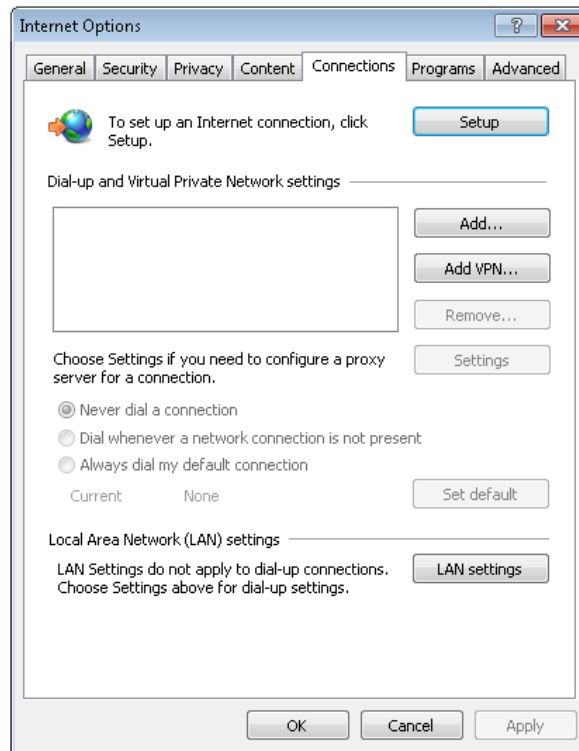 Internet Options
General Security Privacy Content Connections Programs Advanced
To set up an Internet connection, click
Setup.
Setup
Dial-up and Virtual Private Network settings
Add...
Add VPN...
Remove...
Choose Settings if you need to configure a proxy
server for a connection.
Settings
Never dial a connection
Dial whenever a network connection is not present
Always dial my default connection
Current None
Set default
Local Area Network (LAN) settings
LAN Settings do not apply to dial-up connections.
Choose Settings above for dial-up settings.
LAN settings
OK Cancel Apply